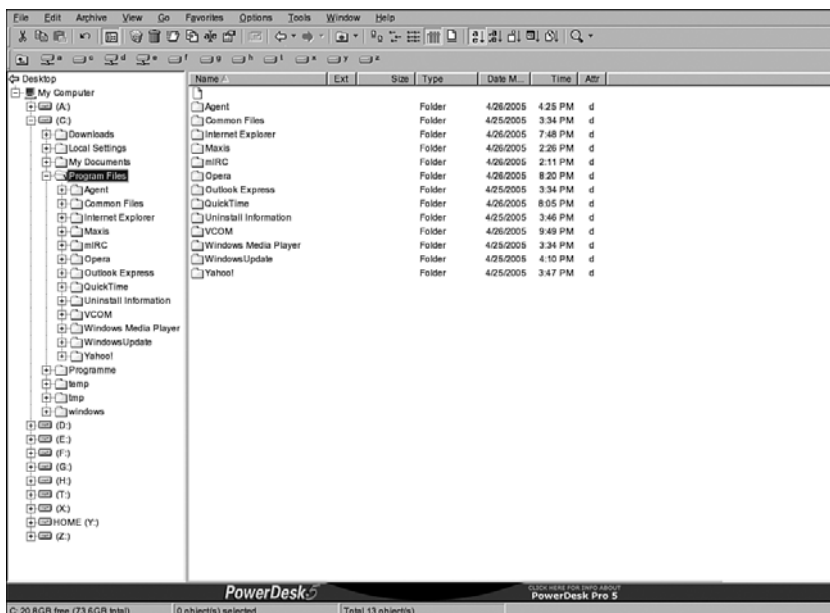 File Edit Archive View Go Favorites Options Tools Window Help
a c d e f g h i x y z
Desktop
My Computer
(A:)
(C:)
Downloads
Local Settings
My Documents
Program Files
Agent
Common Files
Internet Explorer
Maxis
mIRC
Opera
Outlook Express
QuickTime
Uninstall Information
VCOM
Windows Media Player
WindowsUpdate
Yahoo!
Programme
temp
tmp
windows
(D:)
(E:)
(F:)
(G:)
(H:)
(T:)
(X:)
HOME (Y:)
(Z:)
Name Ext Size Type Date M... Time Attr
Agent Folder 4/26/2005 4:25 PM d
Common Files Folder 4/25/2005 3:34 PM d
Internet Explorer Folder 4/26/2005 7:48 PM d
Maxis Folder 4/26/2005 2:26 PM d
mIRC Folder 4/26/2005 2:11 PM d
Opera Folder 4/26/2005 8:20 PM d
Outlook Express Folder 4/25/2005 3:34 PM d
QuickTime Folder 4/26/2005 8:05 PM d
Uninstall Information Folder 4/25/2005 3:46 PM d
VCOM Folder 4/26/2005 9:49 PM d
Windows Media Player Folder 4/25/2005 3:34 PM d
WindowsUpdate Folder 4/25/2005 4:10 PM d
Yahoo! Folder 4/25/2005 3:47 PM d
PowerDesk 5
CLICK HERE FOR INFO ABOUT
PowerDesk Pro 5
C: 20.8GB free (73.6GB total) 0 object(s) selected Total 13 object(s)